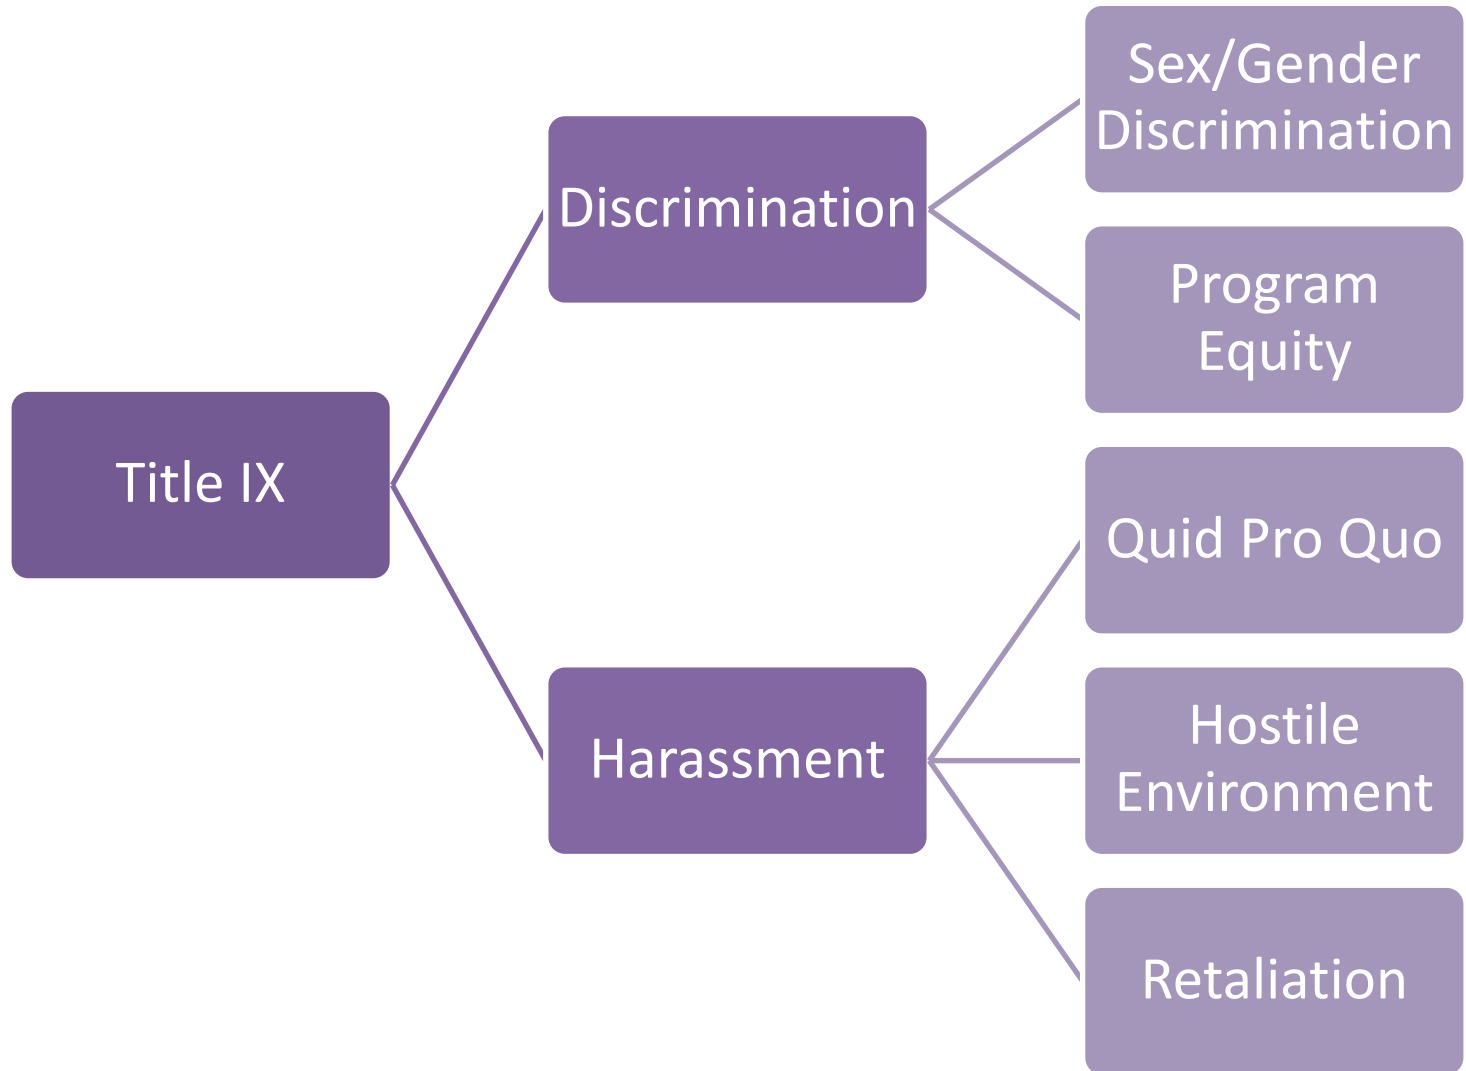 Title IX
Discrimination
Sex/Gender
Discrimination
Program
Equity
Harassment
Quid Pro Quo
Hostile
Environment
Retaliation